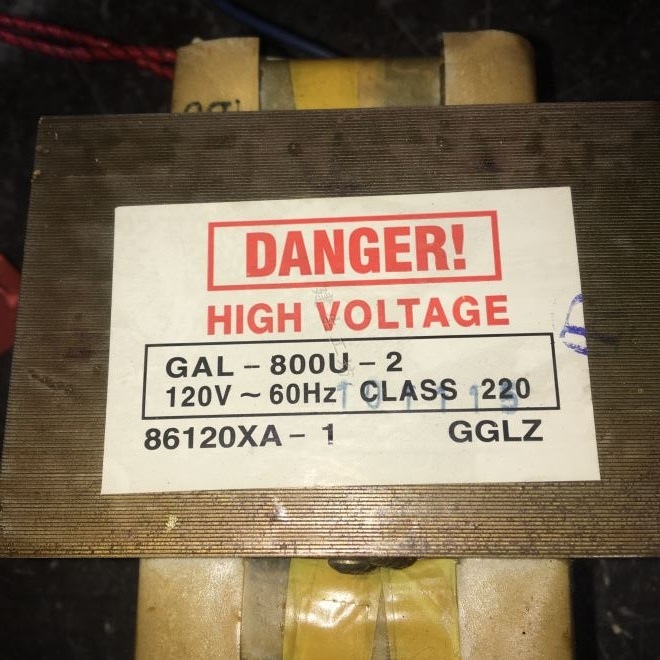 DANGER!
HIGH VOLTAGE
GAL - 800U - 2
120V ~ 60Hz CLASS 220
86120XA - 1 GGLZ